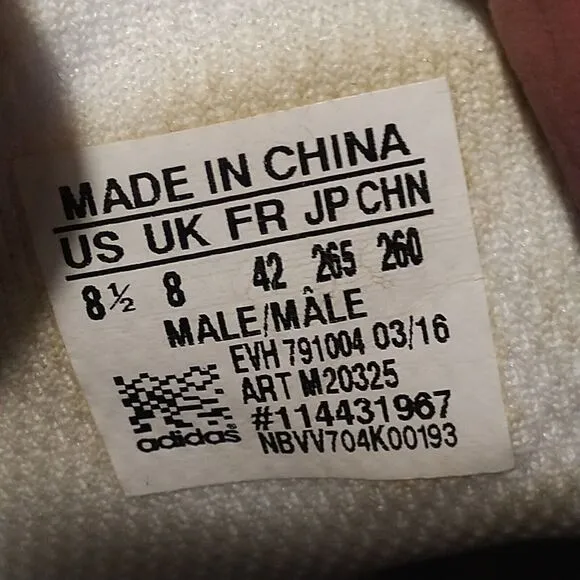 MADE IN CHINA
US UK FR JP CHN
8½ 8 42 265 260
MALE/MÂLE
EVH 791004 03/16
ART M20325
#114431967
NBVV704K00193
adidas®